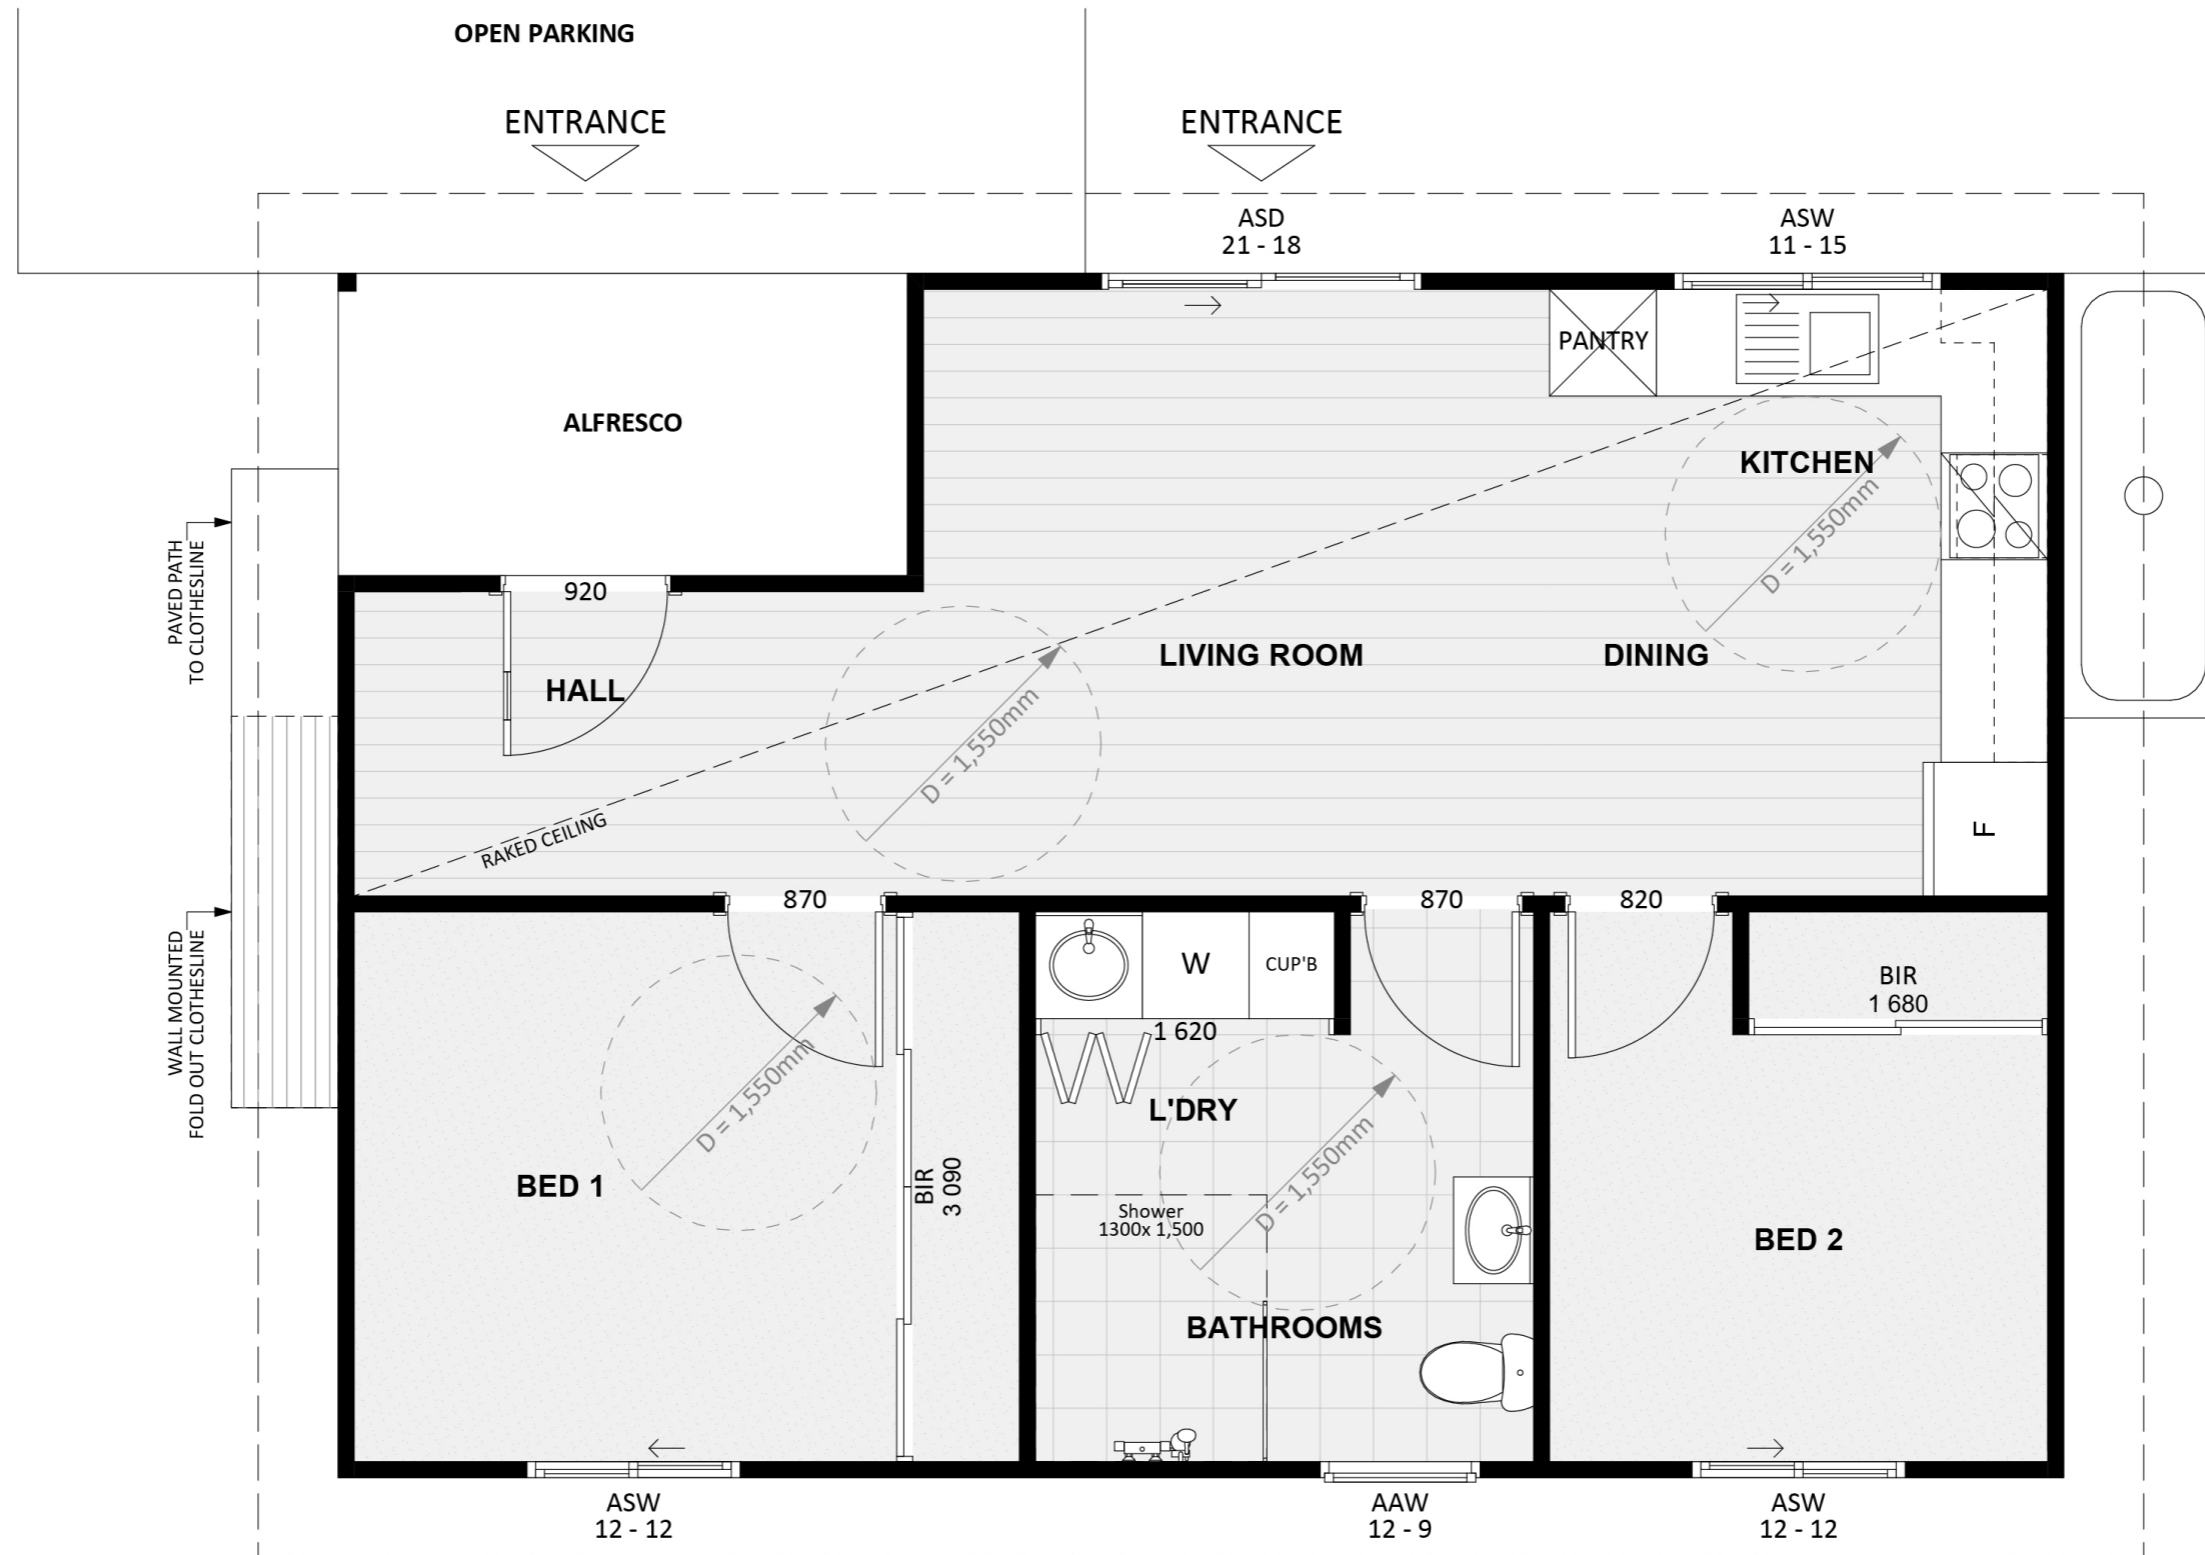 OPEN PARKING
ENTRANCE
ENTRANCE
ASD
21 - 18
ASW
11 - 15
PANTRY
ALFRESCO
KITCHEN
D = 1,550mm
PAVED PATH
TO CLOTHESLINE
920
HALL
LIVING ROOM
DINING
D = 1,550mm
RAKED CEILING
F
870
870
820
WALL MOUNTED
FOLD OUT CLOTHESLINE
W
CUP'B
BIR
1 680
1 620
D = 1,550mm
L'DRY
D = 1,550mm
BED 1
BIR
3 090
Shower
1300x 1,500
BED 2
BATHROOMS
ASW
12 - 12
AAW
12 - 9
ASW
12 - 12